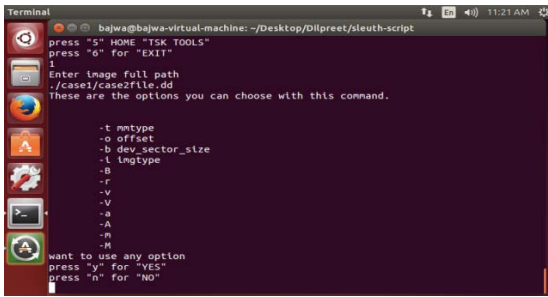 Terminal
En
11:21 AM
bajwa@bajwa-virtual-machine: ~/Desktop/Dilpreet/sleuth-script
press "5" HOME "TSK TOOLS"
press "6" for "EXIT"
1
Enter image full path
./case1/case2file.dd
These are the options you can choose with this command.
-t mmtype
-o offset
-b dev_sector_size
-i imgtype
-B
-r
-v
-V
-a
-A
-m
-M
want to use any option
press "y" for "YES"
press "n" for "NO"